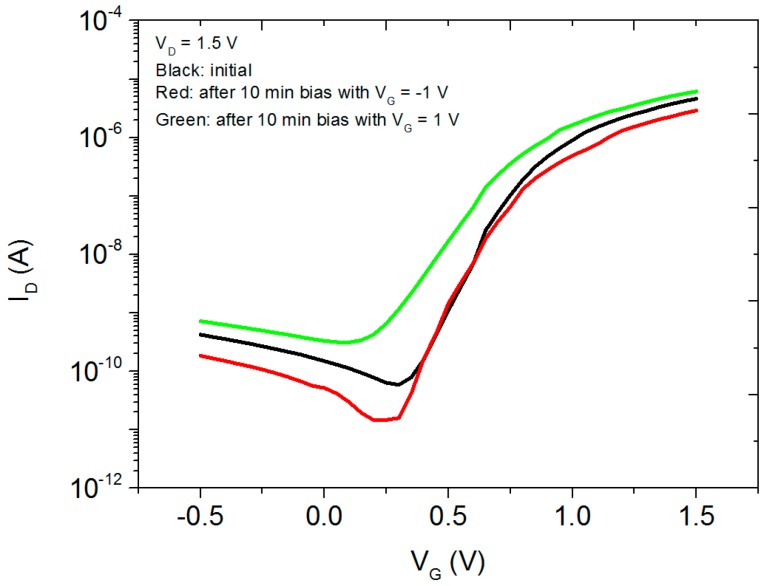 10⁻⁴
V_D = 1.5 V
Black: initial
Red: after 10 min bias with V_G = -1 V
Green: after 10 min bias with V_G = 1 V
10⁻⁶
10⁻⁸
10⁻¹⁰
10⁻¹²
I_D (A)
-0.5 0.0 0.5 1.0 1.5
V_G (V)